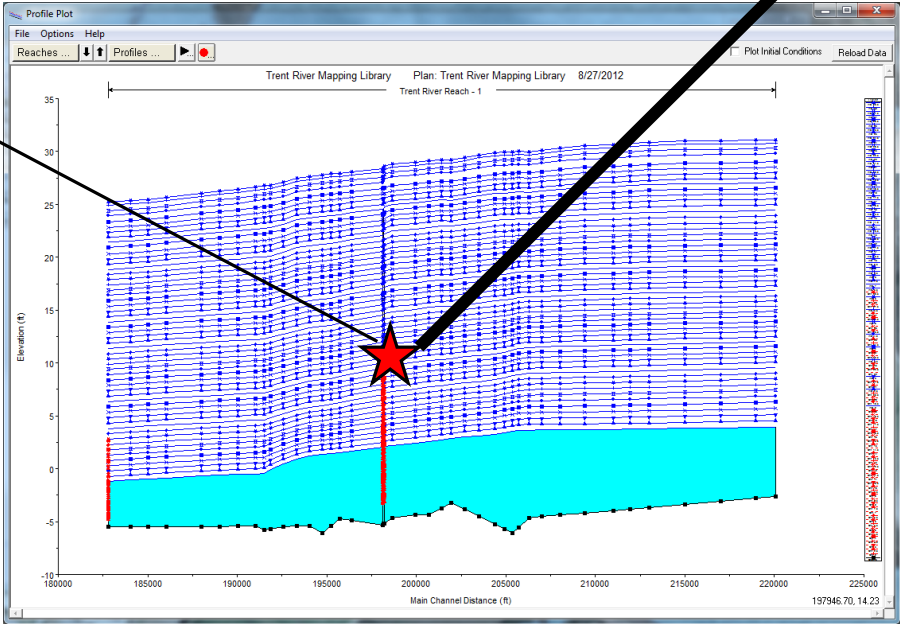 Profile Plot
File Options Help
Reaches ... Profiles ... Plot Initial Conditions Reload Data
Trent River Mapping Library Plan: Trent River Mapping Library 8/27/2012
Trent River Reach - 1
35
30
25
20
15
10
5
0
-5
-10
Elevation (ft)
180000 185000 190000 195000 200000 205000 210000 215000 220000 225000
Main Channel Distance (ft)
197946.70, 14.23